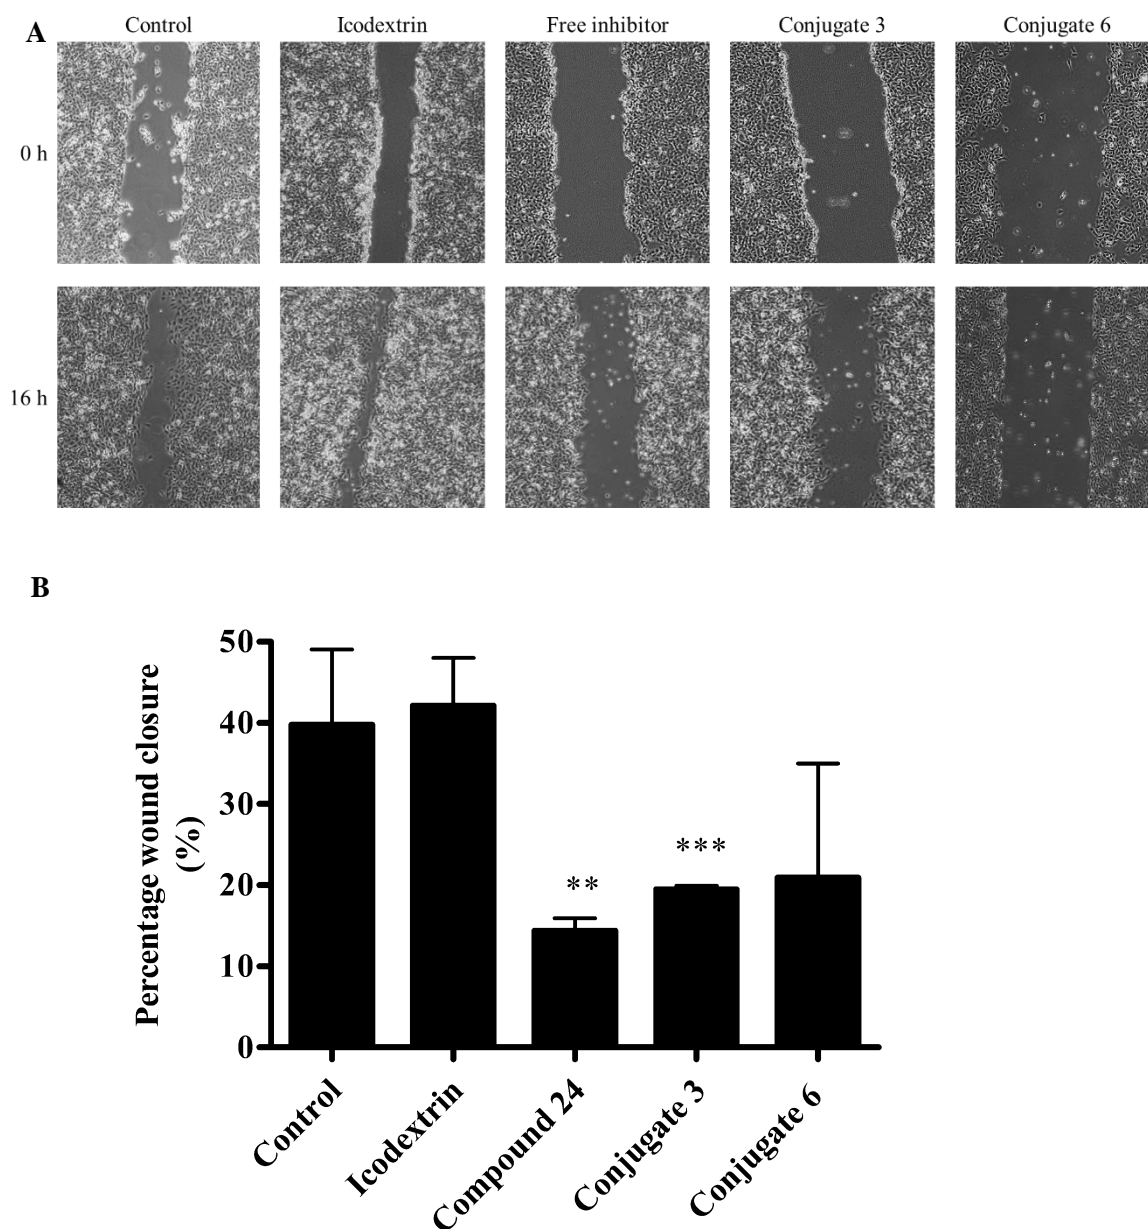 A
Control
Icodextrin
Free inhibitor
Conjugate 3
Conjugate 6
0 h
16 h
B
Percentage wound closure
(%)
50
40
30
20
10
0
**
***
Control
Icodextrin
Compound 24
Conjugate 3
Conjugate 6